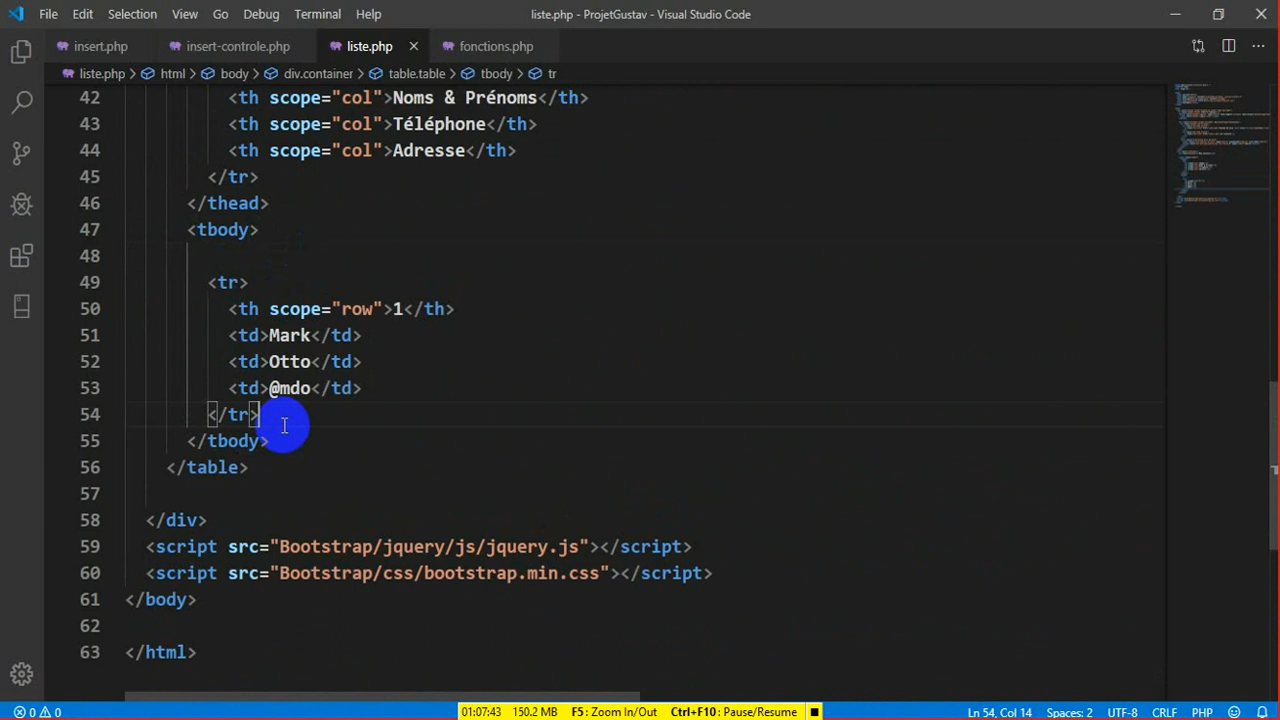 File Edit Selection View Go Debug Terminal Help liste.php - ProjetGustav - Visual Studio Code
insert.php insert-controle.php liste.php fonctions.php
liste.php html body div.container table.table tbody tr
42 <th scope="col">Noms & Prénoms</th>
43 <th scope="col">Téléphone</th>
44 <th scope="col">Adresse</th>
45 </tr>
46 </thead>
47 <tbody>
48
49 <tr>
50 <th scope="row">1</th>
51 <td>Mark</td>
52 <td>Otto</td>
53 <td>@mdo</td>
54 </tr>
55 </tbody>
56 </table>
57
58 </div>
59 <script src="Bootstrap/jquery/js/jquery.js"></script>
60 <script src="Bootstrap/css/bootstrap.min.css"></script>
61 </body>
62
63 </html>
0 0 01:07:43 150.2 MB F5: Zoom In/Out Ctrl+F10: Pause/Resume Ln 54, Col 14 Spaces: 2 UTF-8 CRLF PHP